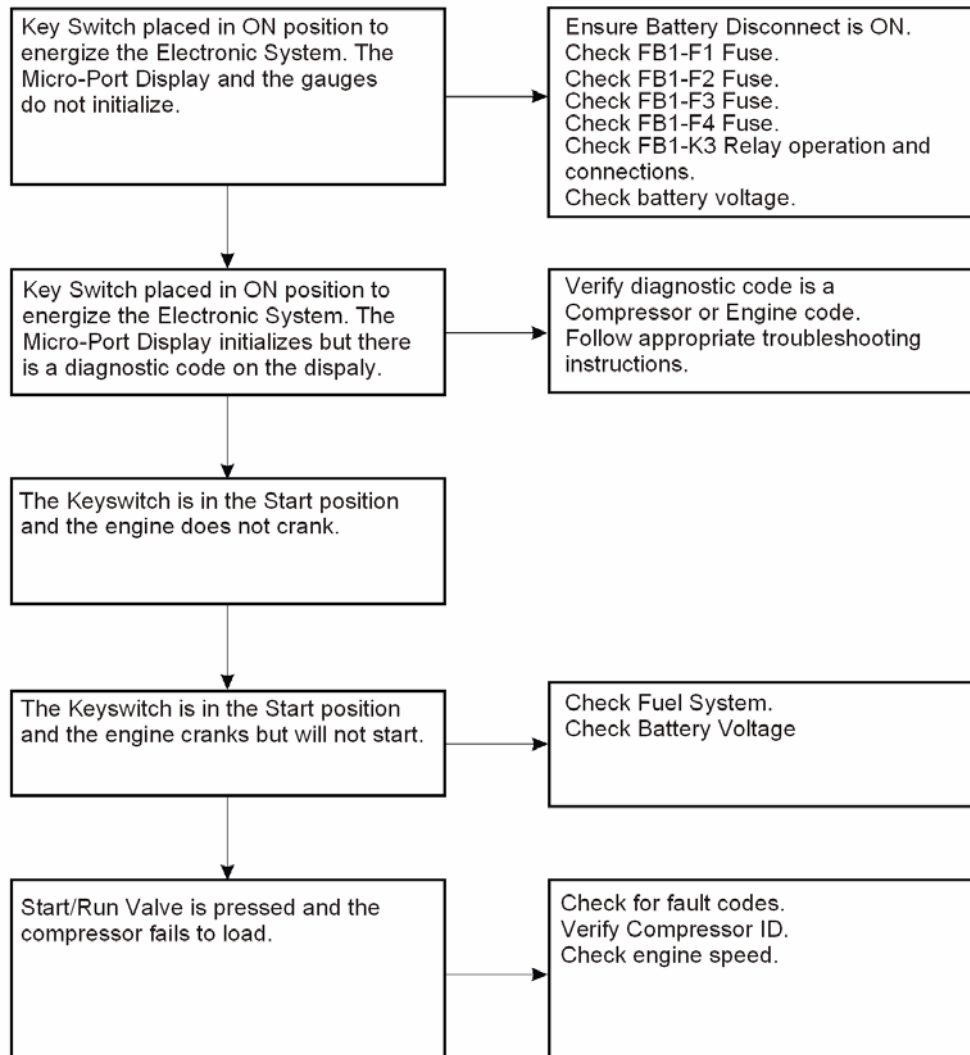 Key Switch placed in ON position to
energize the Electronic System. The
Micro-Port Display and the gauges
do not initialize.
Ensure Battery Disconnect is ON.
Check FB1-F1 Fuse.
Check FB1-F2 Fuse.
Check FB1-F3 Fuse.
Check FB1-F4 Fuse.
Check FB1-K3 Relay operation and
connections.
Check battery voltage.
Key Switch placed in ON position to
energize the Electronic System. The
Micro-Port Display initializes but there
is a diagnostic code on the dispaly.
Verify diagnostic code is a
Compressor or Engine code.
Follow appropriate troubleshooting
instructions.
The Keyswitch is in the Start position
and the engine does not crank.
The Keyswitch is in the Start position
and the engine cranks but will not start.
Check Fuel System.
Check Battery Voltage
Start/Run Valve is pressed and the
compressor fails to load.
Check for fault codes.
Verify Compressor ID.
Check engine speed.